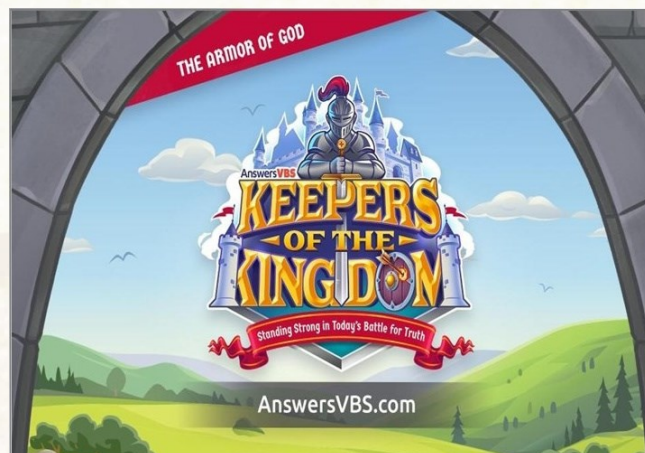 THE ARMOR OF GOD
AnswersVBS
KEEPERS
OF THE
KINGDOM
Standing Strong in Today's Battle for Truth
AnswersVBS.com